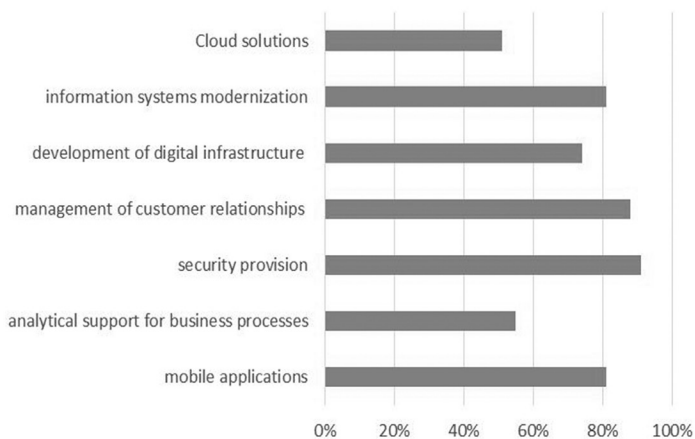 Cloud solutions
information systems modernization
development of digital infrastructure
management of customer relationships
security provision
analytical support for business processes
mobile applications
0% 20% 40% 60% 80% 100%